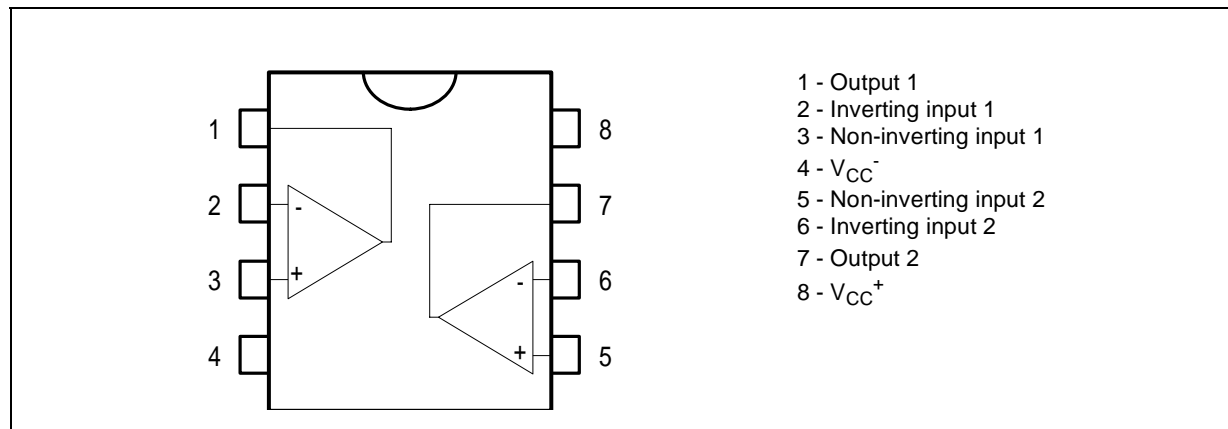 1
2
3
4
8
7
6
5
-
+
-
+
1 - Output 1
2 - Inverting input 1
3 - Non-inverting input 1
4 - VCC-
5 - Non-inverting input 2
6 - Inverting input 2
7 - Output 2
8 - VCC+